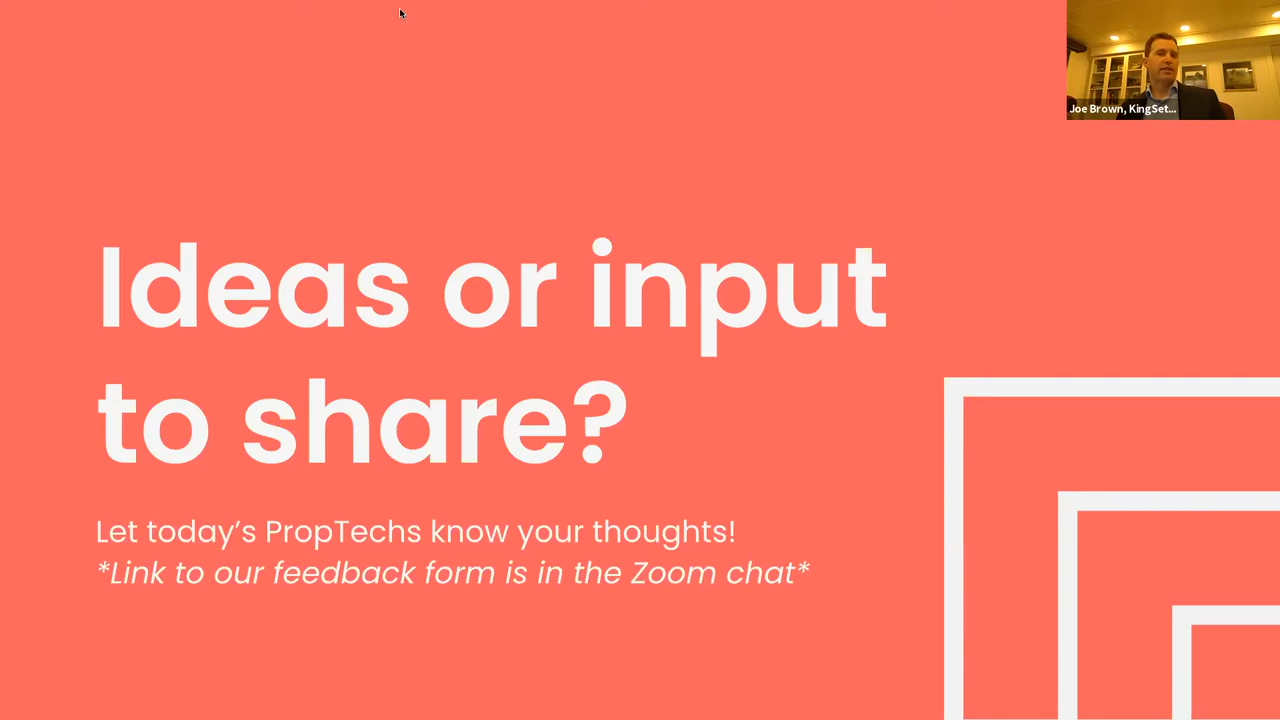 Joe Brown, KingSet...
Ideas or input
to share?
Let today’s PropTechs know your thoughts!
*Link to our feedback form is in the Zoom chat*